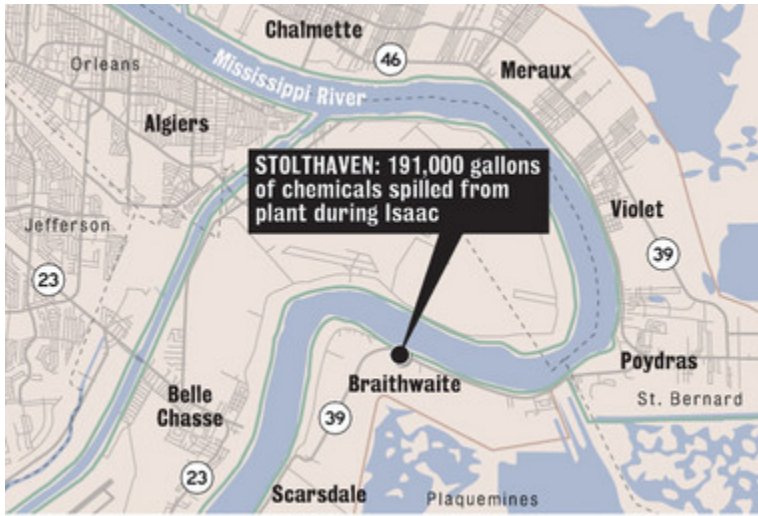 Chalmette
46
Orleans
Mississippi River
Meraux
Algiers
STOLTHAVEN: 191,000 gallons
of chemicals spilled from
plant during Isaac
Violet
Jefferson
39
23
Braithwaite
Poydras
Belle
Chasse
St. Bernard
39
23
Scarsdale
Plaquemines